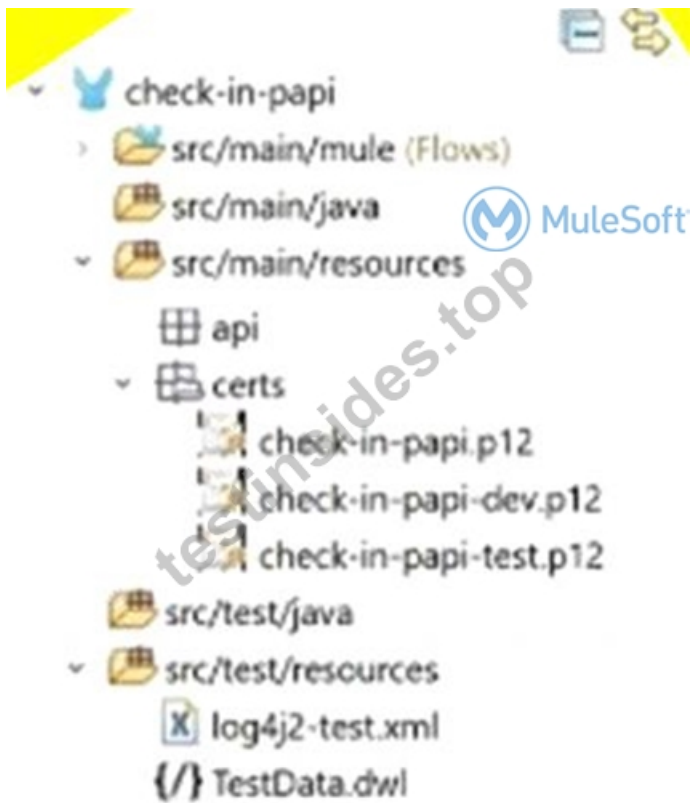 check-in-papi
src/main/mule (Flows)
src/main/java
MuleSoft
src/main/resources
api
certs
check-in-papi.p12
check-in-papi-dev.p12
check-in-papi-test.p12
src/test/java
src/test/resources
log4j2-test.xml
{/} TestData.dwl
testinsides.top